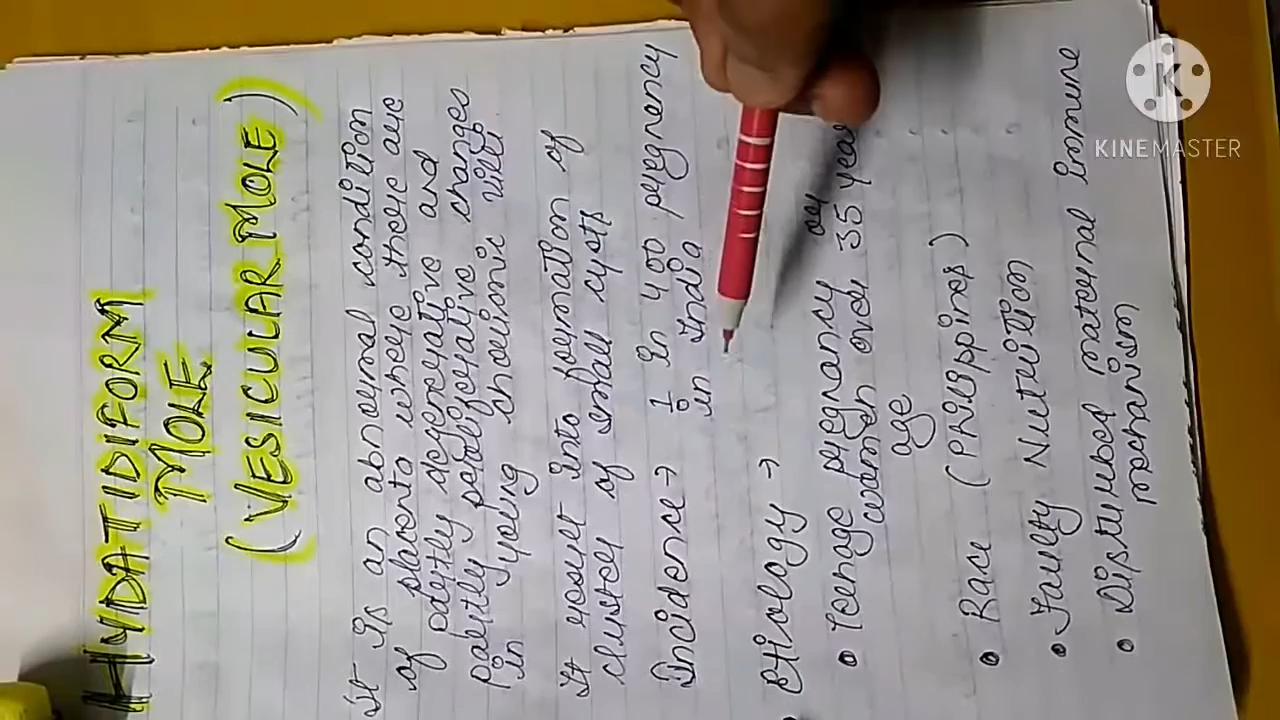 HYDATIDIFORM
MOLE
(VESICULAR MOLE)
It is an abnormal condition
of placenta where there are
partly degenerative and
partly proliferative changes
in young chorionic villi
It result into formation of
cluster of small cysts
Incidence → 1 in 400 pregnency
in India
• Etiology →
• Teenage pregnancy or
women over 35 year
age
• Race (Philippines)
• Faulty Nutrition
• Disturbed maternal immune
mechanism
KINEMASTER